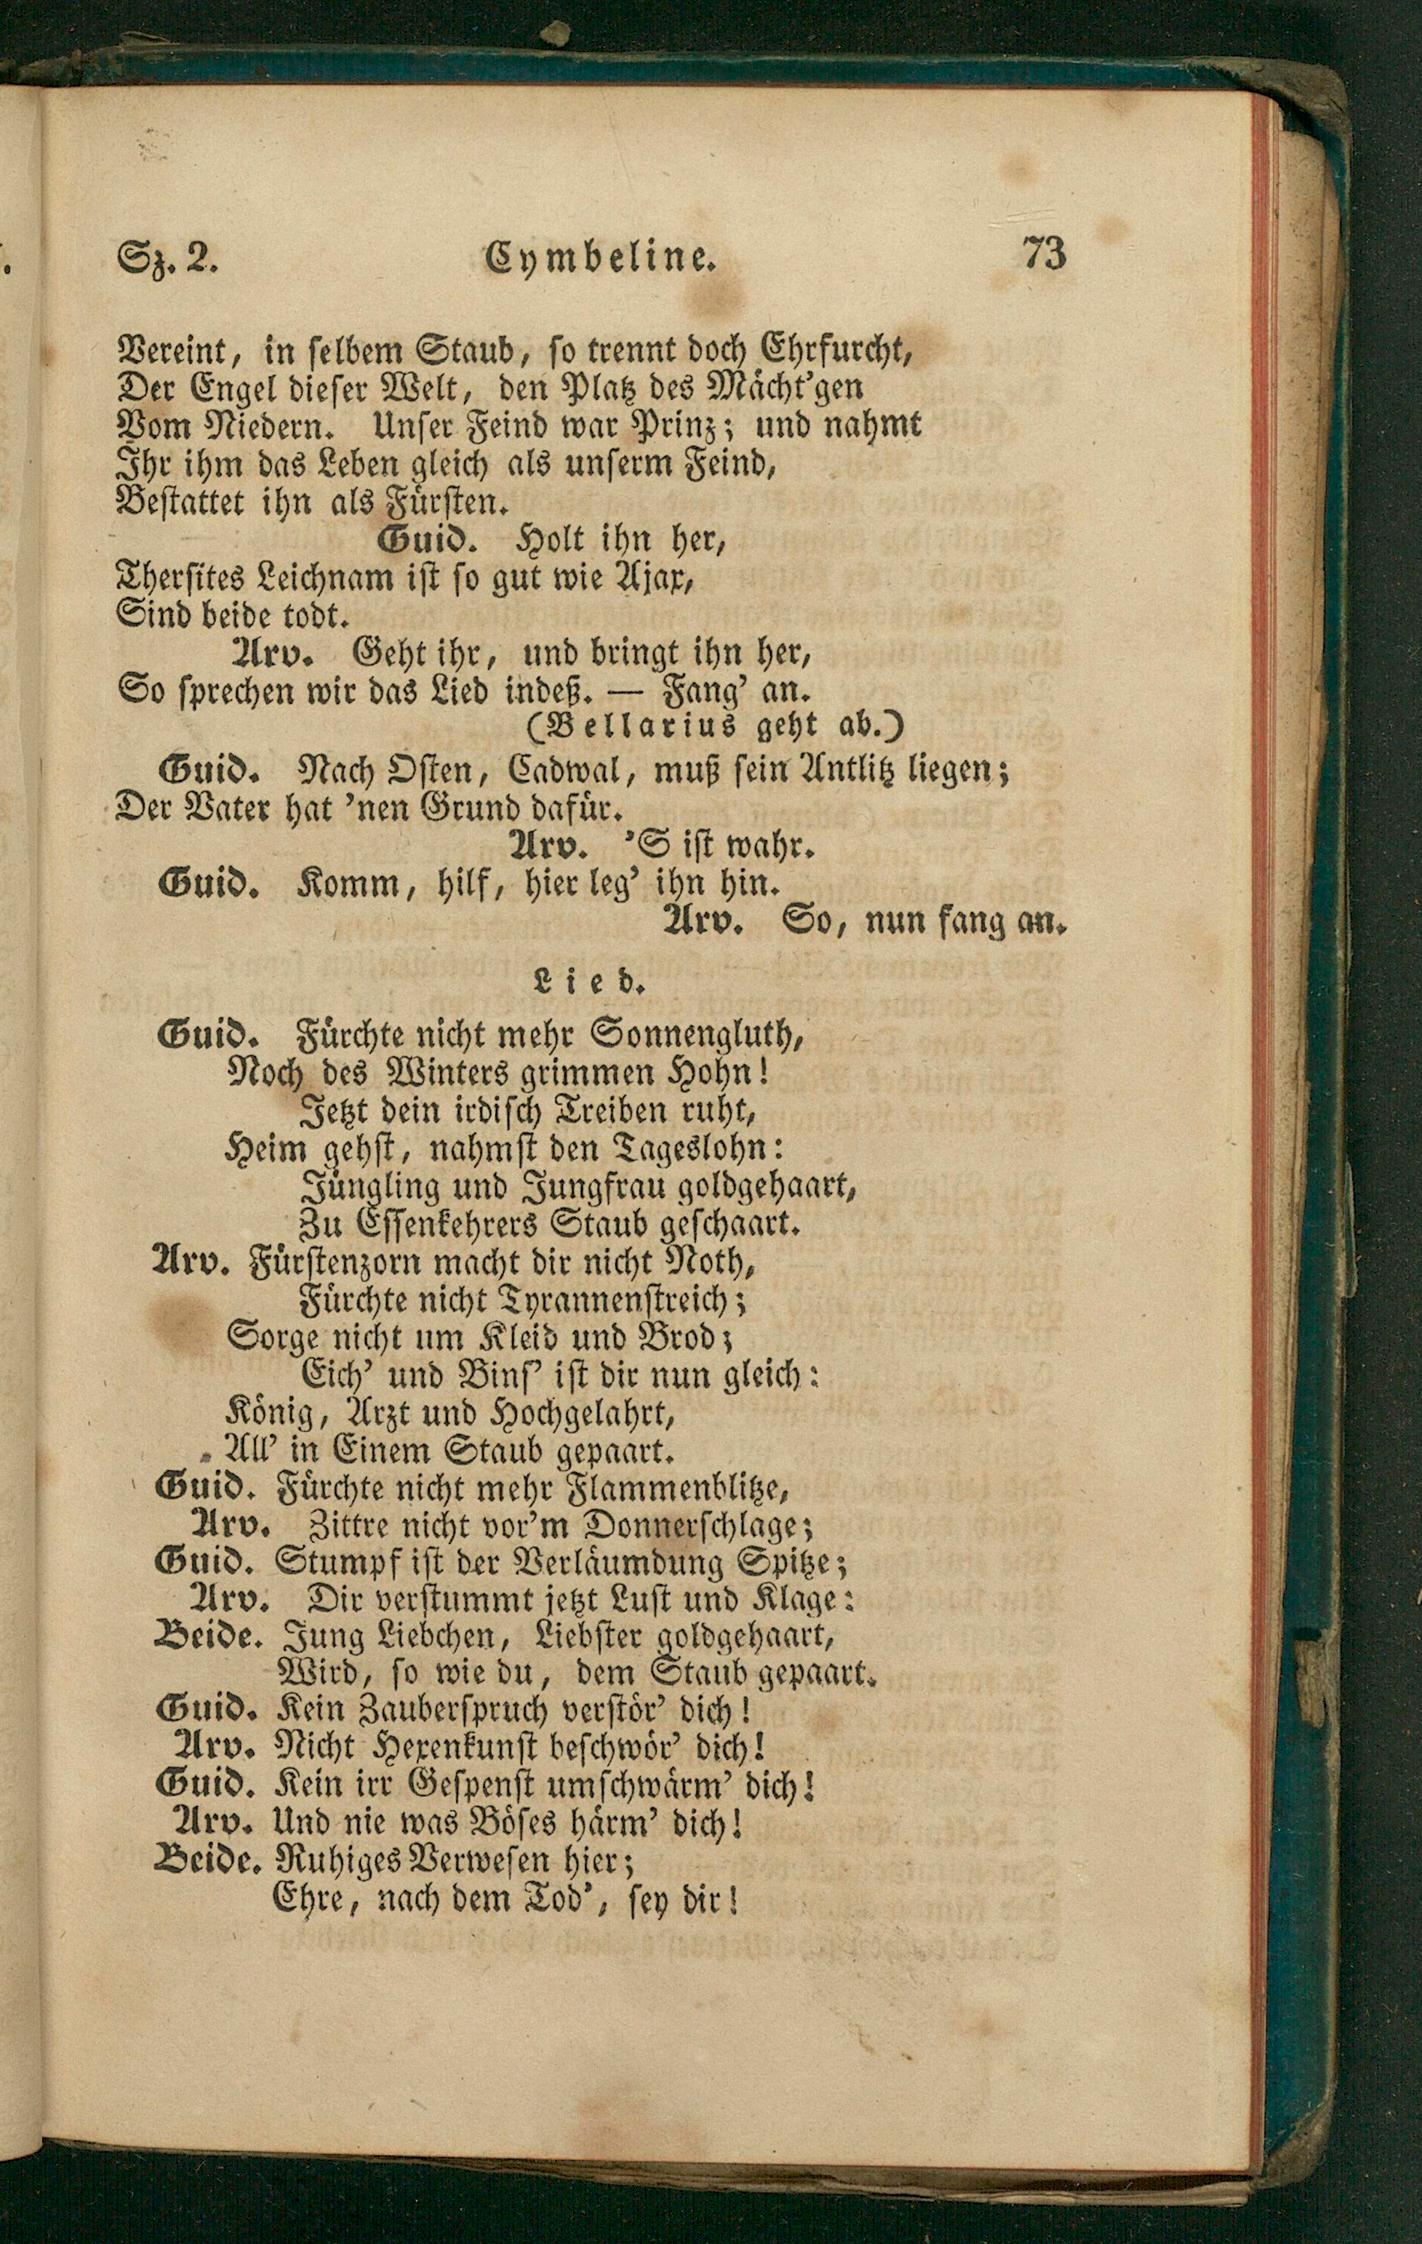 Sz. 2. Cymbeline. 73
Vereint, in selbem Staub, so trennt doch Ehrfurcht,
Der Engel dieser Welt, den Platz des Mächt'gen
Vom Niedern. Unser Feind war Prinz; und nahmt
Ihr ihm das Leben gleich als unserm Feind,
Bestattet ihn als Fürsten.
Guid. Holt ihn her,
Thersites Leichnam ist so gut wie Ajax,
Sind beide todt.
Arv. Geht ihr, und bringt ihn her,
So sprechen wir das Lied indeß. — Fang' an.
(Bellarius geht ab.)
Guid. Nach Osten, Cadwal, muß sein Antlitz liegen;
Der Vater hat 'nen Grund dafür.
Arv. 'S ist wahr.
Guid. Komm, hilf, hier leg' ihn hin.
Arv. So, nun fang an.
Lied.
Guid. Fürchte nicht mehr Sonnengluth,
Noch des Winters grimmen Hohn!
Jetzt dein irdisch Treiben ruht,
Heim gehst, nahmst den Tageslohn:
Jüngling und Jungfrau goldgehaart,
Zu Essenkehrers Staub geschaart.
Arv. Fürstenzorn macht dir nicht Noth,
Fürchte nicht Tyrannenstreich;
Sorge nicht um Kleid und Brod;
Eich' und Bins' ist dir nun gleich:
König, Arzt und Hochgelahrt,
All' in Einem Staub gepaart.
Guid. Fürchte nicht mehr Flammenblitze,
Arv. Zittre nicht vor'm Donnerschlage;
Guid. Stumpf ist der Verläumdung Spitze;
Arv. Dir verstummt jetzt Lust und Klage:
Beide. Jung Liebchen, Liebster goldgehaart,
Wird, so wie du, dem Staub gepaart.
Guid. Kein Zauberspruch verstör' dich!
Arv. Nicht Hexenkunst beschwör' dich!
Guid. Kein irr Gespenst umschwärm' dich!
Arv. Und nie was Böses härm' dich!
Beide. Ruhiges Verwesen hier;
Ehre, nach dem Tod', sey dir!